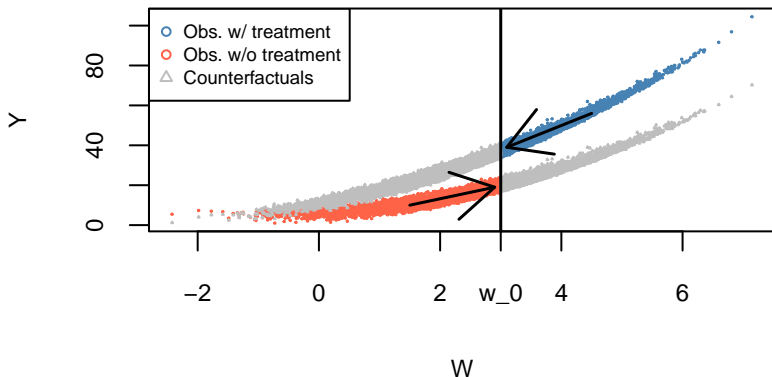 Obs. w/ treatment
Obs. w/o treatment
Counterfactuals
80
40
0
Y
−2 0 2 w_0 4 6
W